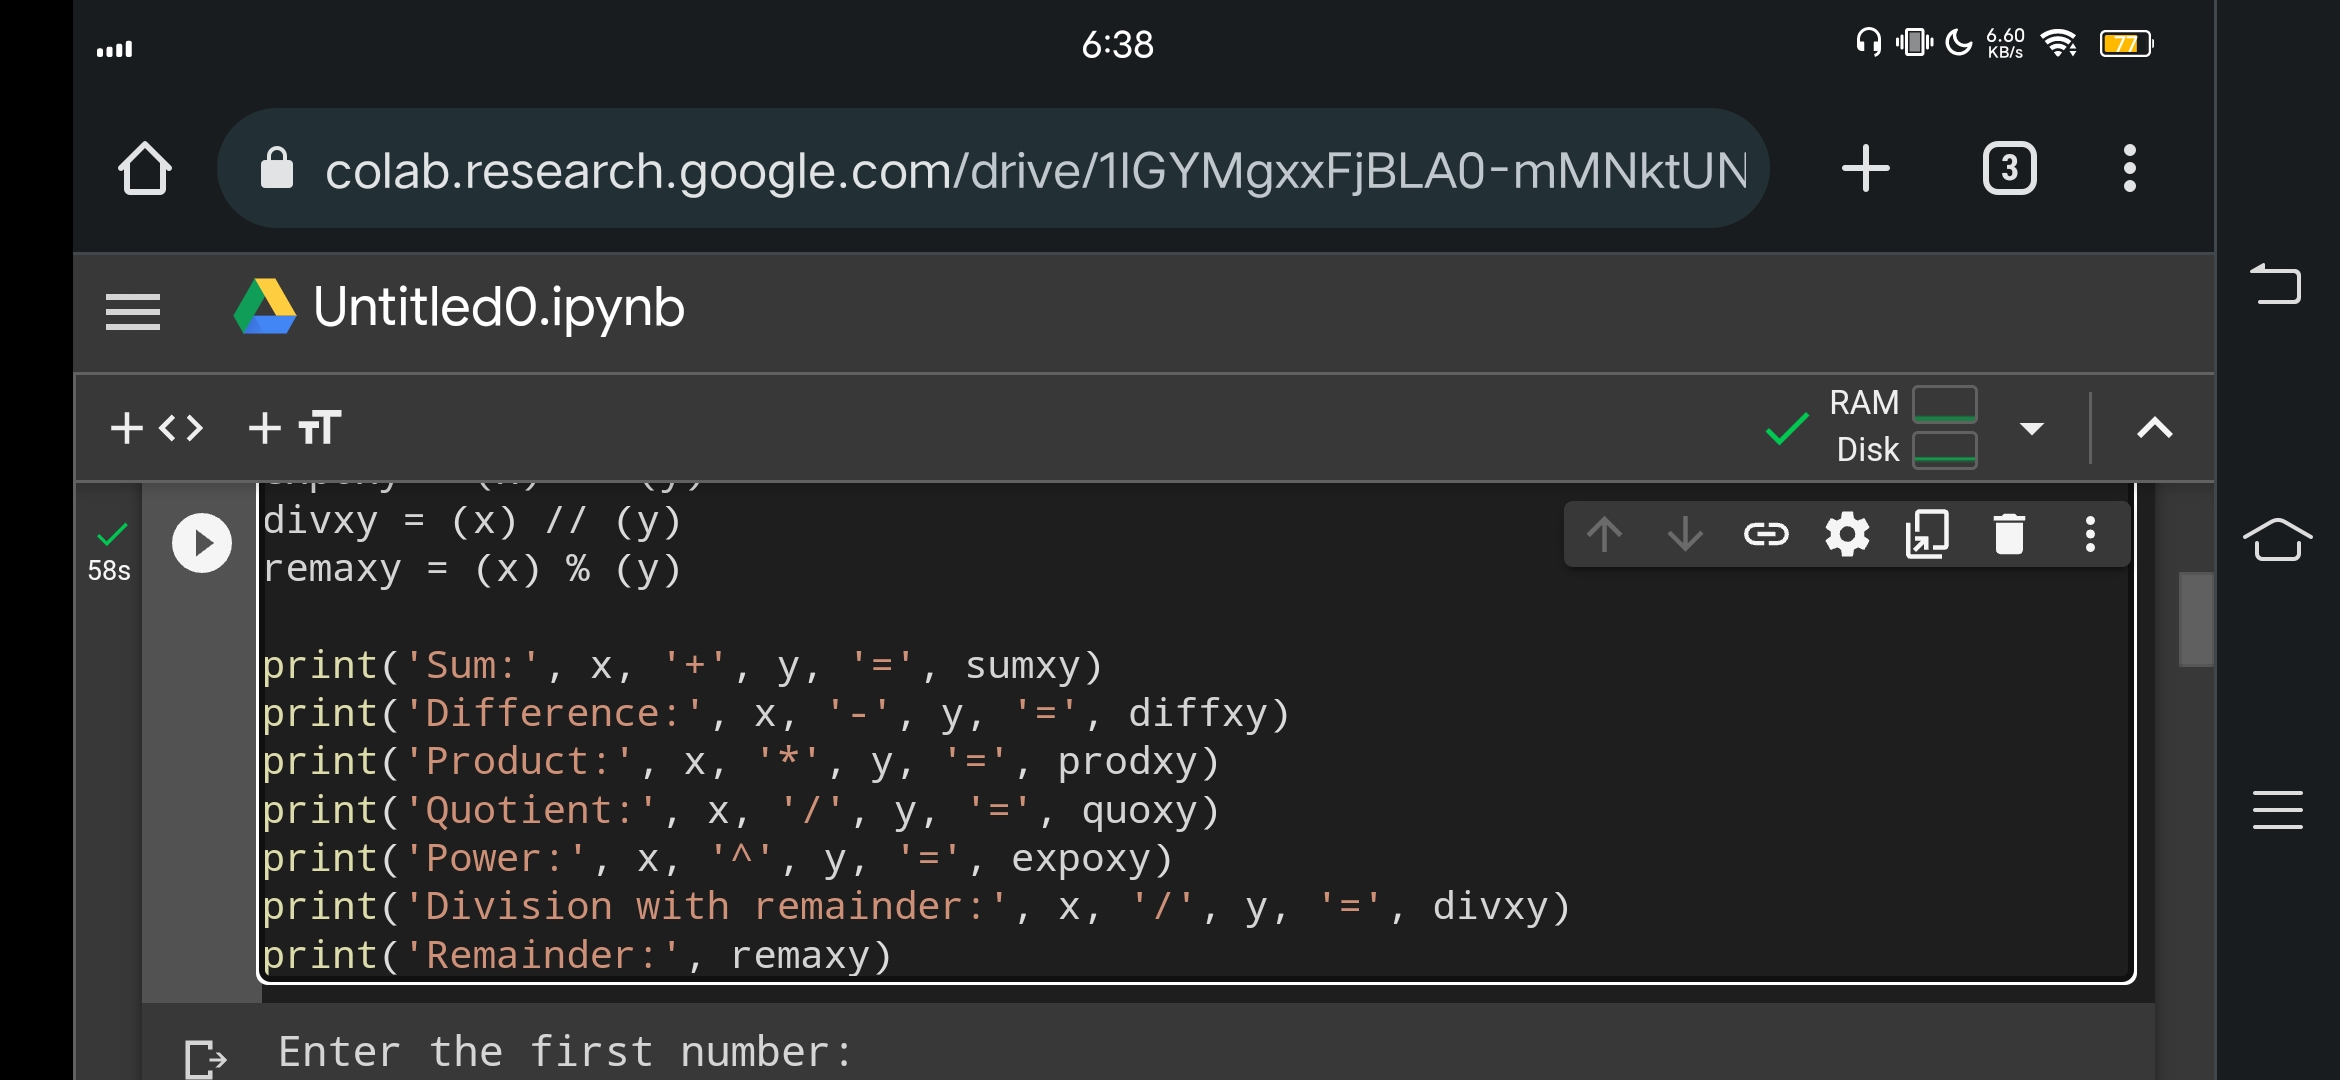 6:38
6.60
KB/s
77
colab.research.google.com/drive/1IGYMgxxFjBLA0-mMNktUN
3
Untitled0.ipynb
+ <> + TT
RAM
Disk
58s
divxy = (x) // (y)
remaxy = (x) % (y)
print('Sum:', x, '+', y, '=', sumxy)
print('Difference:', x, '-', y, '=', diffxy)
print('Product:', x, '*', y, '=', prodxy)
print('Quotient:', x, '/', y, '=', quoxy)
print('Power:', x, '^', y, '=', expoxy)
print('Division with remainder:', x, '/', y, '=', divxy)
print('Remainder:', remaxy)
Enter the first number: